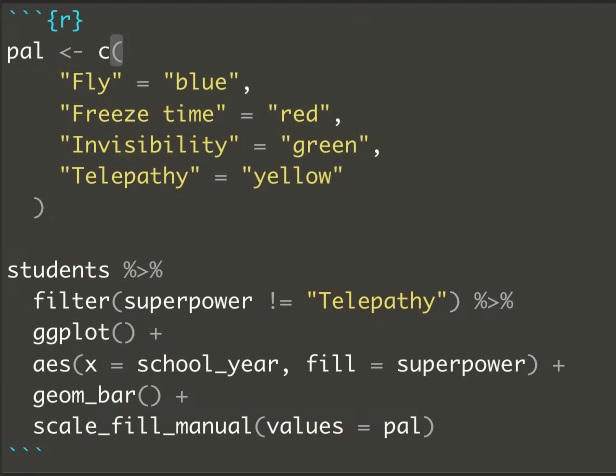 ```{r}
pal <- c(
    "Fly" = "blue",
    "Freeze time" = "red",
    "Invisibility" = "green",
    "Telepathy" = "yellow"
  )

students %>%
  filter(superpower != "Telepathy") %>%
  ggplot() +
  aes(x = school_year, fill = superpower) +
  geom_bar() +
  scale_fill_manual(values = pal)
```